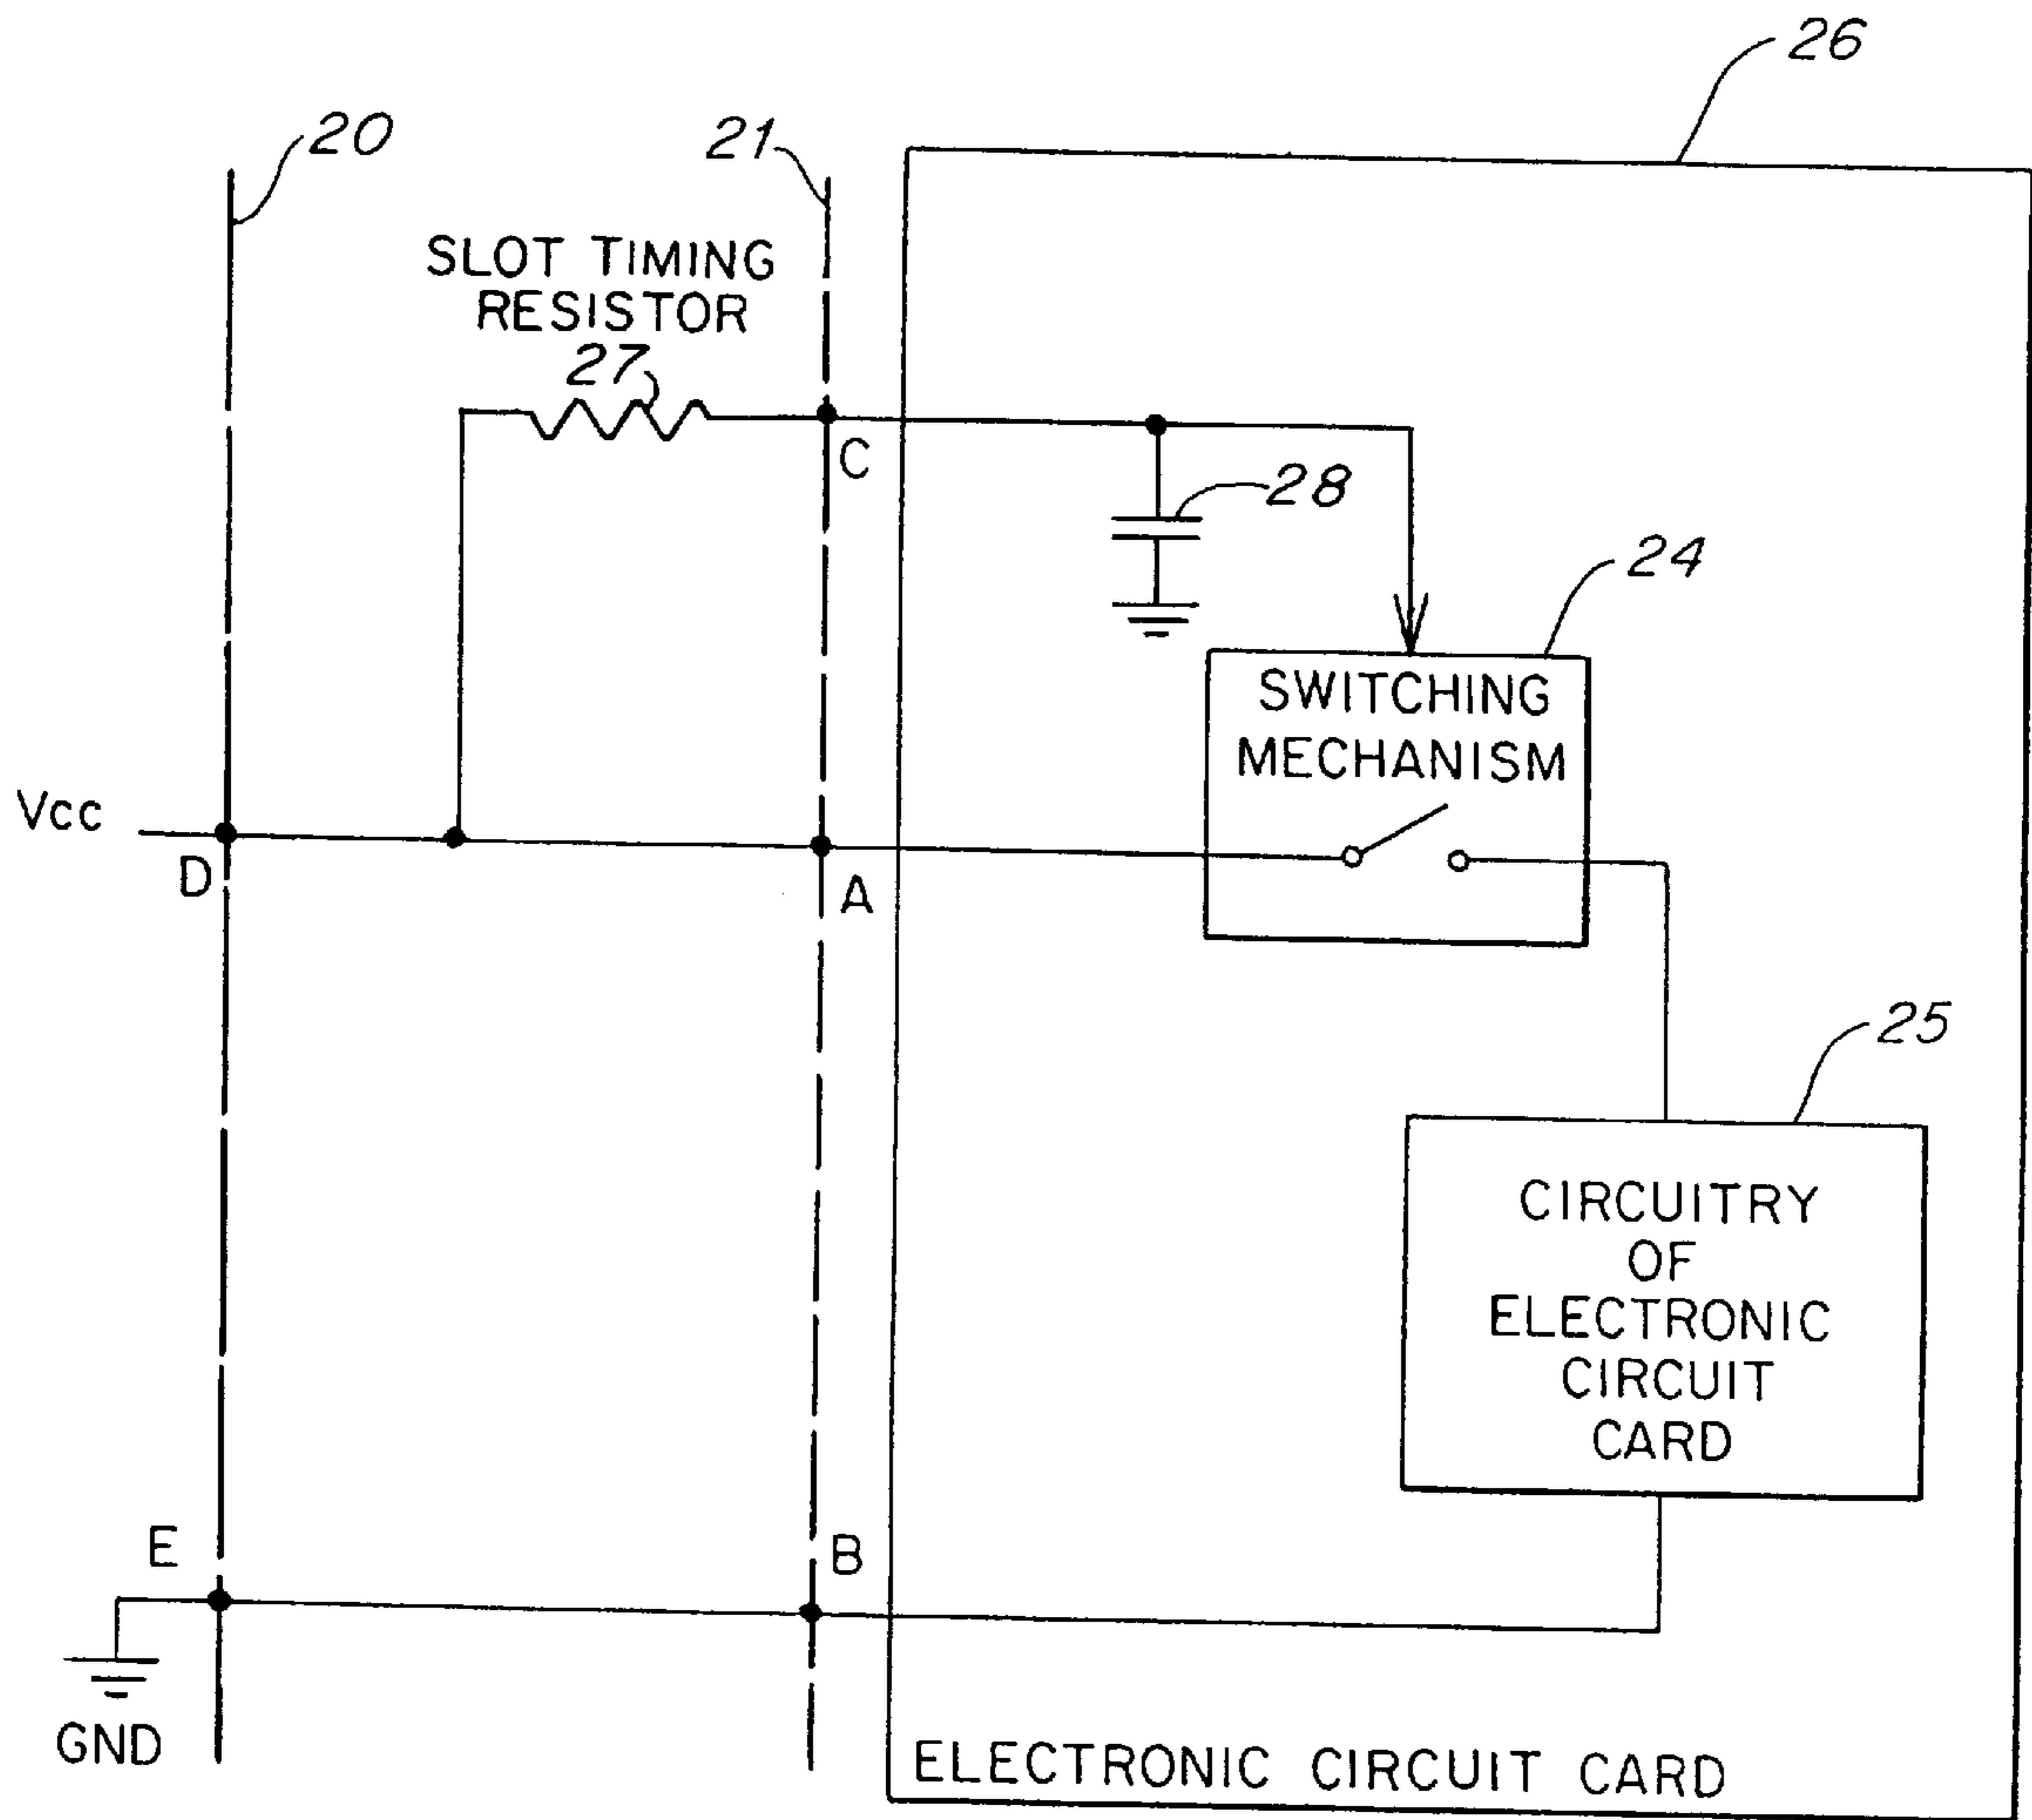 26
20
21
SLOT TIMING
RESISTOR
27
C
28
24
SWITCHING
MECHANISM
Vcc
D
A
25
CIRCUITRY
OF
ELECTRONIC
CIRCUIT
CARD
E
B
GND
ELECTRONIC CIRCUIT CARD